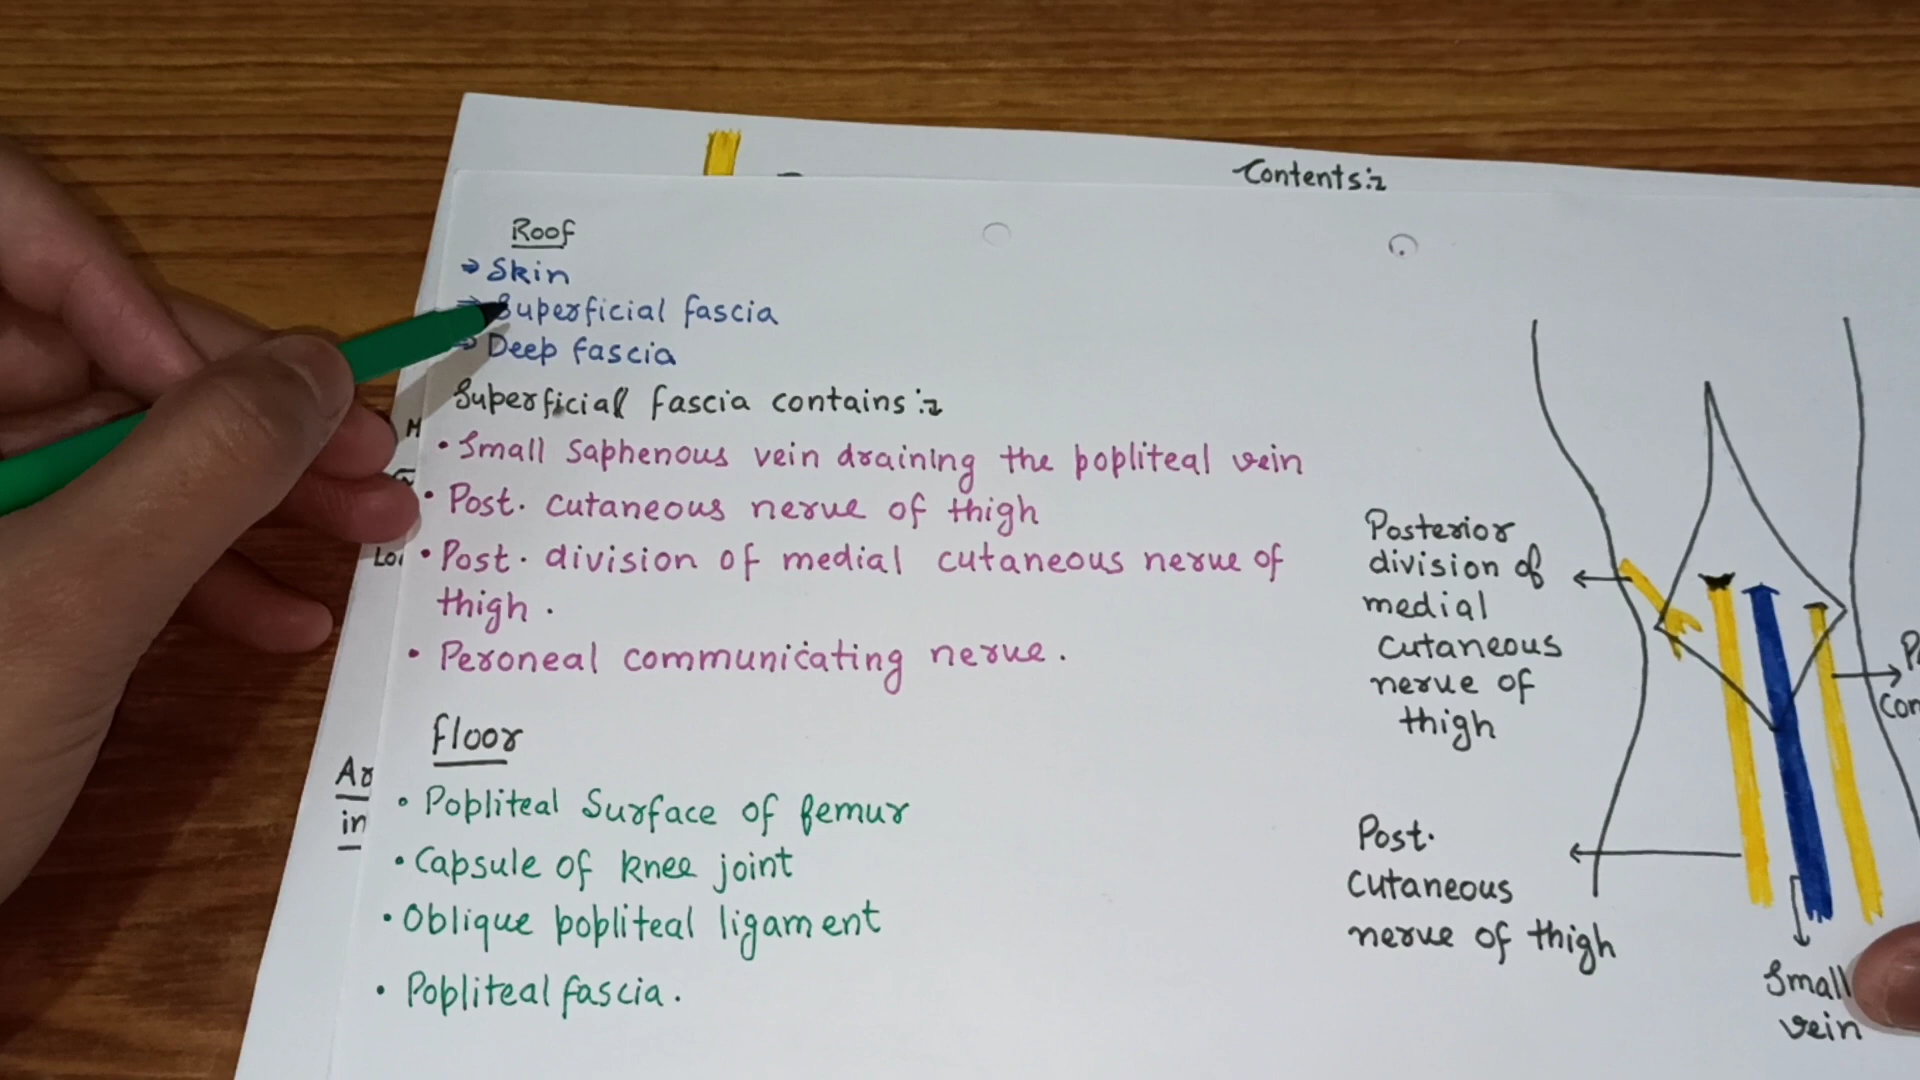 Contents:-
Roof
→ Skin
→ Superficial fascia
→ Deep fascia
Superficial fascia contains :-
• Small Saphenous vein draining the popliteal vein
• Post. cutaneous nerve of thigh
• Post. division of medial cutaneous nerve of
thigh .
• Peroneal communicating nerve .
floor
• Popliteal Surface of femur
• Capsule of knee joint
• Oblique popliteal ligament
• Popliteal fascia .
Posterior
division of
medial
cutaneous
nerve of
thigh
Post.
cutaneous
nerve of thigh
Small
vein
in